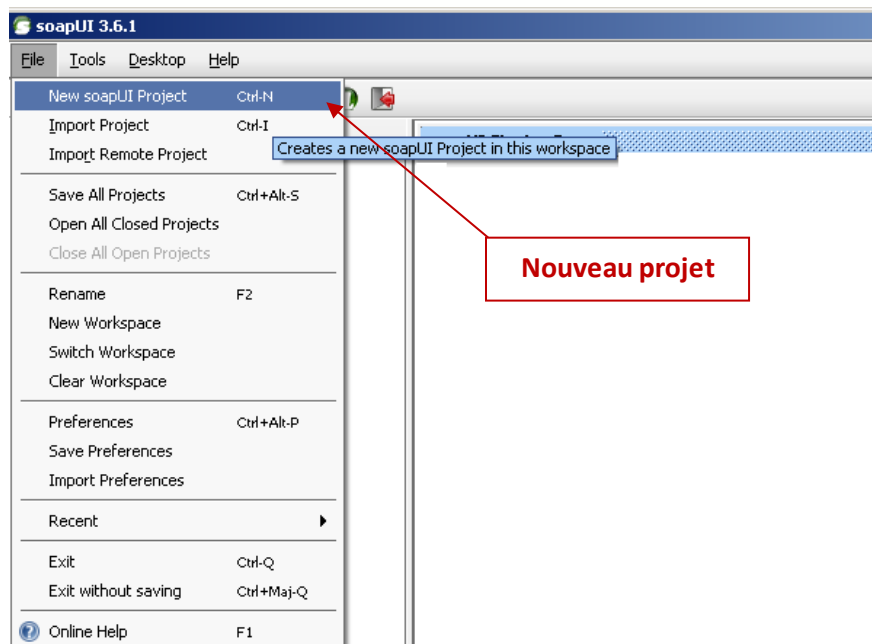 soapUI 3.6.1
File Tools Desktop Help
New soapUI Project Ctrl-N
Import Project Ctrl-I
Import Remote Project
Creates a new soapUI Project in this workspace
Save All Projects Ctrl+Alt-S
Open All Closed Projects
Close All Open Projects
Nouveau projet
Rename F2
New Workspace
Switch Workspace
Clear Workspace
Preferences Ctrl+Alt-P
Save Preferences
Import Preferences
Recent
Exit Ctrl-Q
Exit without saving Ctrl+Maj-Q
Online Help F1